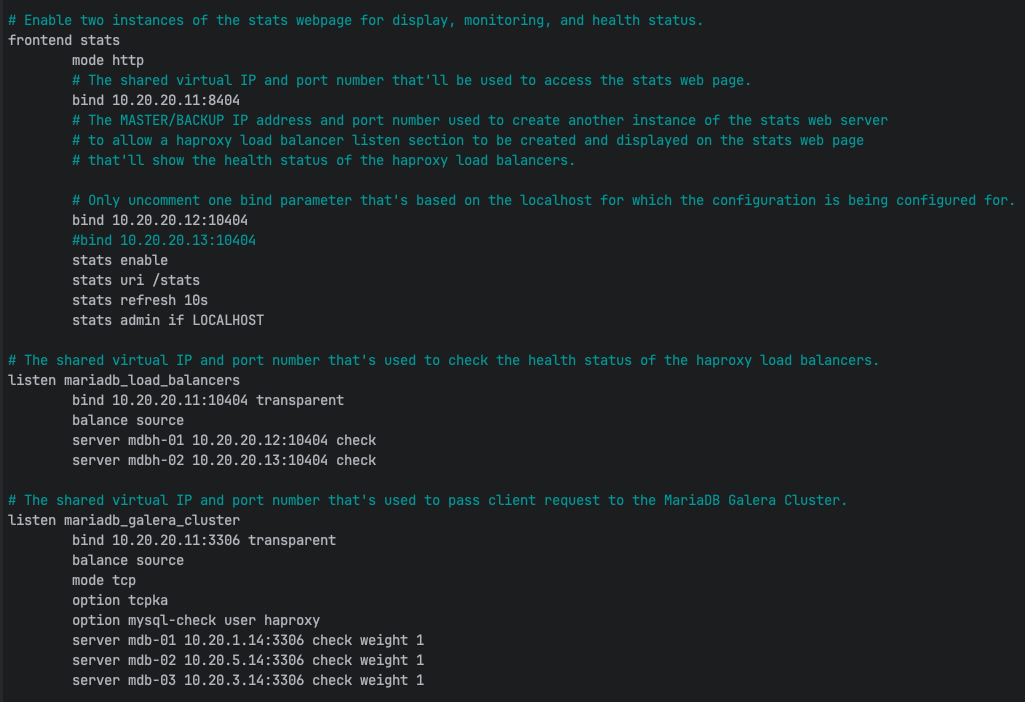 # Enable two instances of the stats webpage for display, monitoring, and health status.
frontend stats
        mode http
        # The shared virtual IP and port number that'll be used to access the stats web page.
        bind 10.20.20.11:8404
        # The MASTER/BACKUP IP address and port number used to create another instance of the stats web server
        # to allow a haproxy load balancer listen section to be created and displayed on the stats web page
        # that'll show the health status of the haproxy load balancers.

        # Only uncomment one bind parameter that's based on the localhost for which the configuration is being configured for.
        bind 10.20.20.12:10404
        #bind 10.20.20.13:10404
        stats enable
        stats uri /stats
        stats refresh 10s
        stats admin if LOCALHOST

# The shared virtual IP and port number that's used to check the health status of the haproxy load balancers.
listen mariadb_load_balancers
        bind 10.20.20.11:10404 transparent
        balance source
        server mdbh-01 10.20.20.12:10404 check
        server mdbh-02 10.20.20.13:10404 check

# The shared virtual IP and port number that's used to pass client request to the MariaDB Galera Cluster.
listen mariadb_galera_cluster
        bind 10.20.20.11:3306 transparent
        balance source
        mode tcp
        option tcpka
        option mysql-check user haproxy
        server mdb-01 10.20.1.14:3306 check weight 1
        server mdb-02 10.20.5.14:3306 check weight 1
        server mdb-03 10.20.3.14:3306 check weight 1